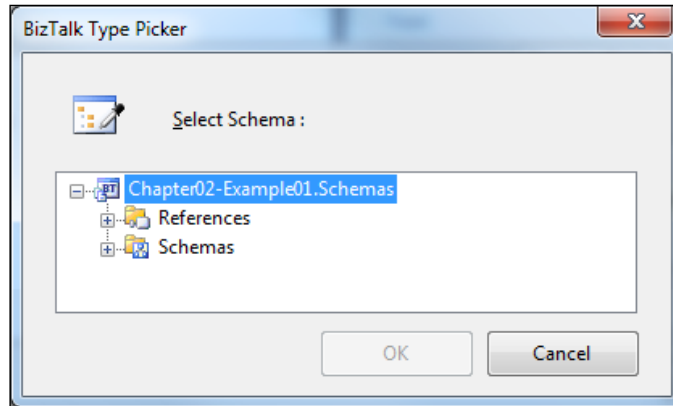 BizTalk Type Picker
Select Schema :
Chapter02-Example01.Schemas
References
Schemas
OK
Cancel